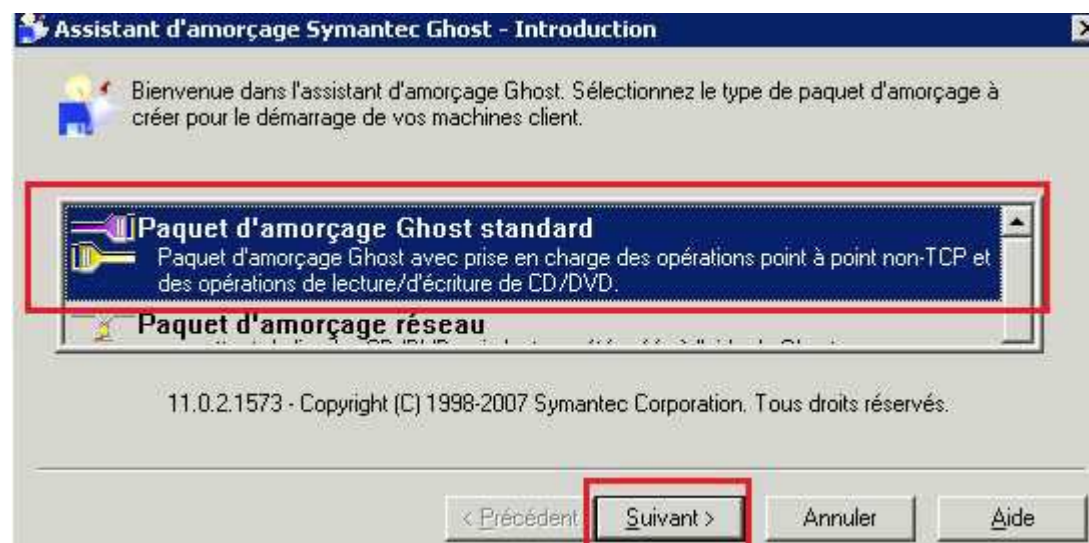 Assistant d'amorçage Symantec Ghost - Introduction
Bienvenue dans l'assistant d'amorçage Ghost. Sélectionnez le type de paquet d'amorçage à
créer pour le démarrage de vos machines client.
Paquet d'amorçage Ghost standard
Paquet d'amorçage Ghost avec prise en charge des opérations point à point non-TCP et
des opérations de lecture/d'écriture de CD/DVD.
Paquet d'amorçage réseau
11.0.2.1573 - Copyright (C) 1998-2007 Symantec Corporation. Tous droits réservés.
< Précédent
Suivant >
Annuler
Aide